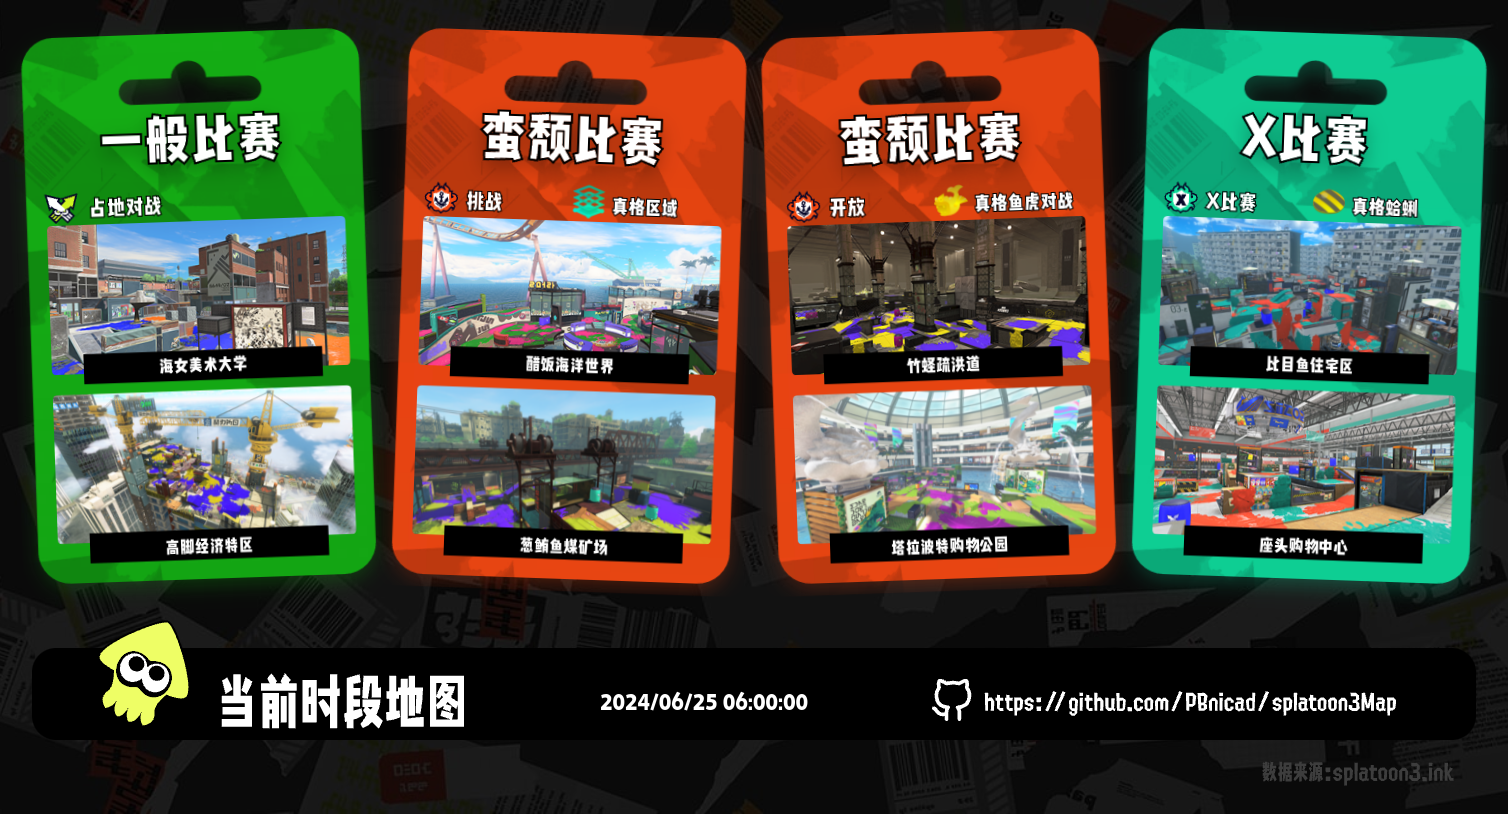 一般比赛
占地对战
海女美术大学
高脚经济特区
蛮颓比赛
挑战
真格区域
醋饭海洋世界
葱鲔鱼煤矿场
蛮颓比赛
开放
真格鱼虎对战
竹蛏疏洪道
塔拉波特购物公园
X比赛
X比赛
真格蛤蜊
比目鱼住宅区
座头购物中心
当前时段地图
2024/06/25 06:00:00
https://github.com/PBnicad/splatoon3Map
数据来源:splatoon3.ink